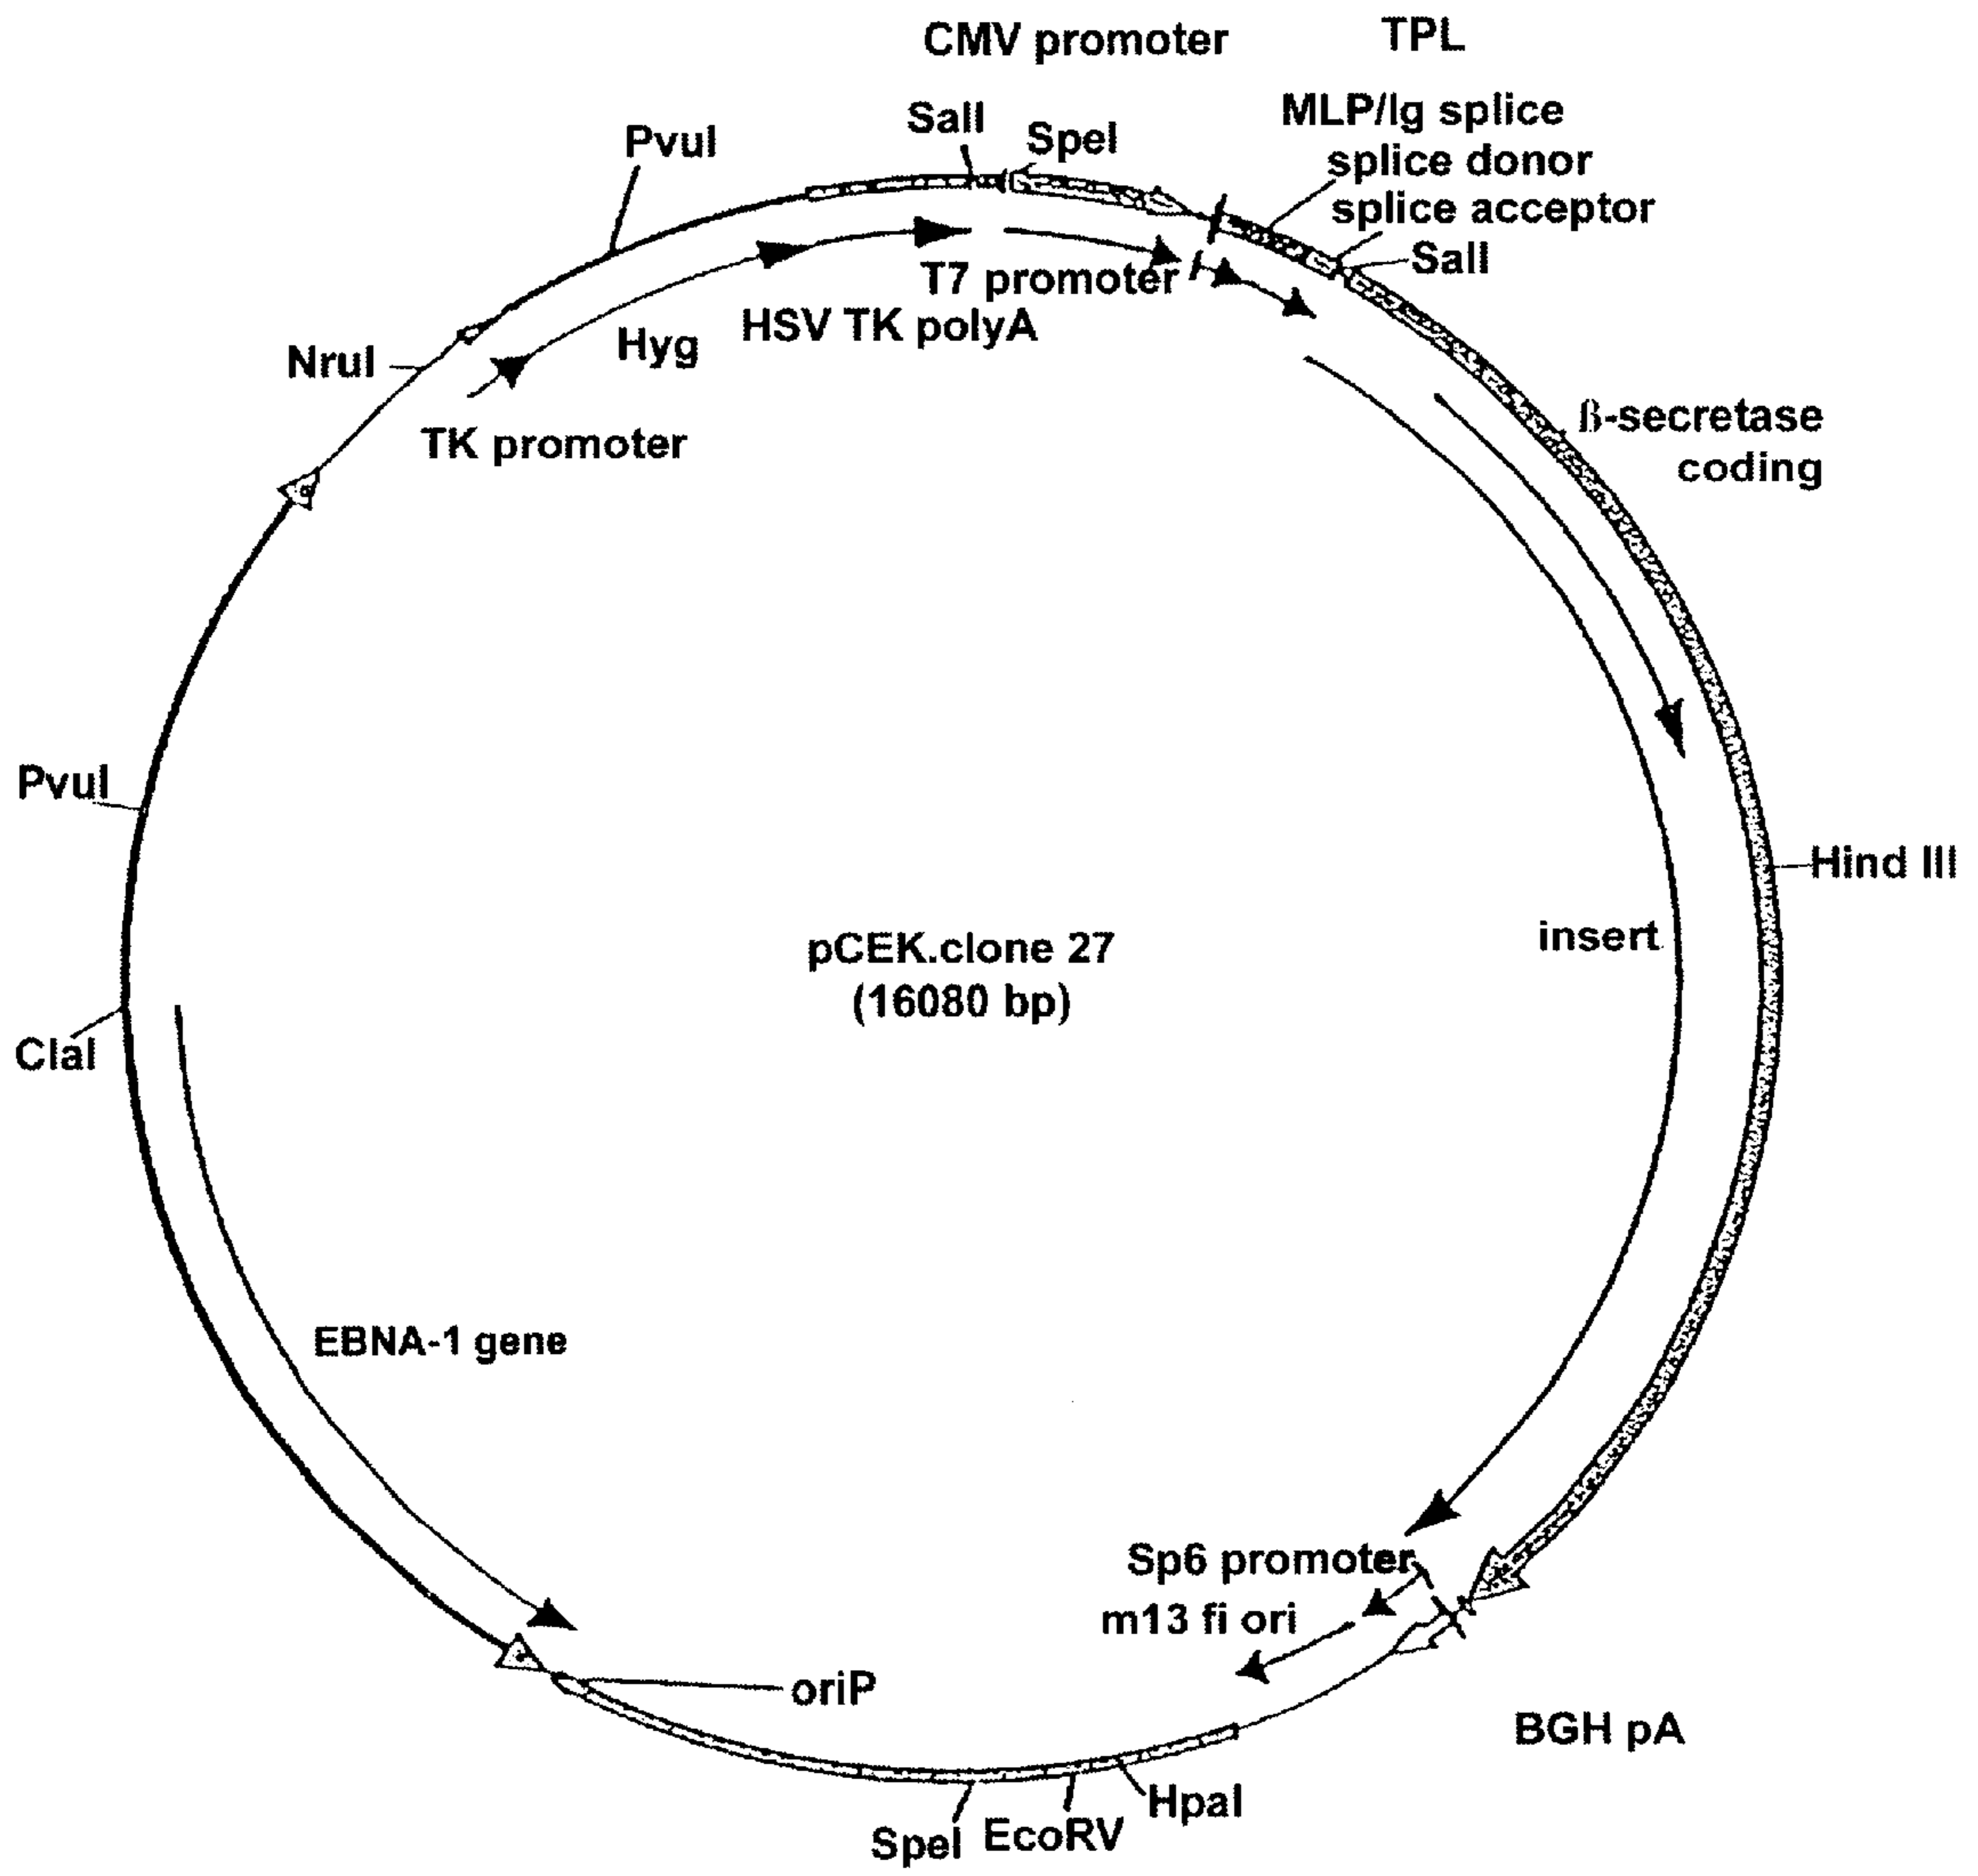 CMV promoter
TPL
SalI
SpeI
MLP/Ig splice
splice donor
splice acceptor
SalI
PvuI
T7 promoter
HSV TK polyA
Hyg
NruI
TK promoter
ß-secretase
coding
PvuI
Hind III
insert
pCEK.clone 27
(16080 bp)
ClaI
EBNA-1 gene
Sp6 promoter
m13 fi ori
oriP
BGH pA
HpaI
EcoRV
SpeI